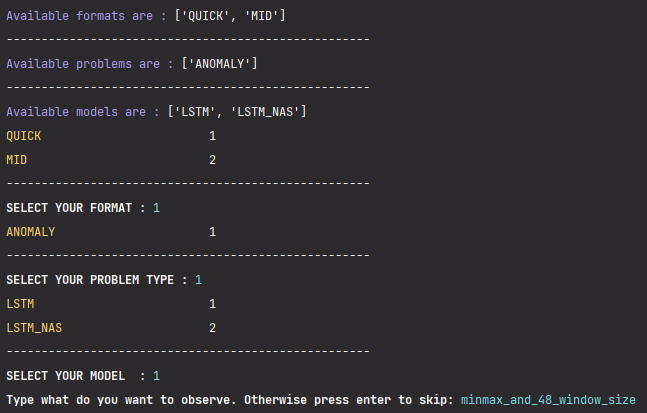 Available formats are : ['QUICK', 'MID']
----------------------------------------------------
Available problems are : ['ANOMALY']
----------------------------------------------------
Available models are : ['LSTM', 'LSTM_NAS']
QUICK 1
MID 2
----------------------------------------------------
SELECT YOUR FORMAT : 1
ANOMALY 1
----------------------------------------------------
SELECT YOUR PROBLEM TYPE : 1
LSTM 1
LSTM_NAS 2
----------------------------------------------------
SELECT YOUR MODEL  : 1
Type what do you want to observe. Otherwise press enter to skip: minmax_and_48_window_size